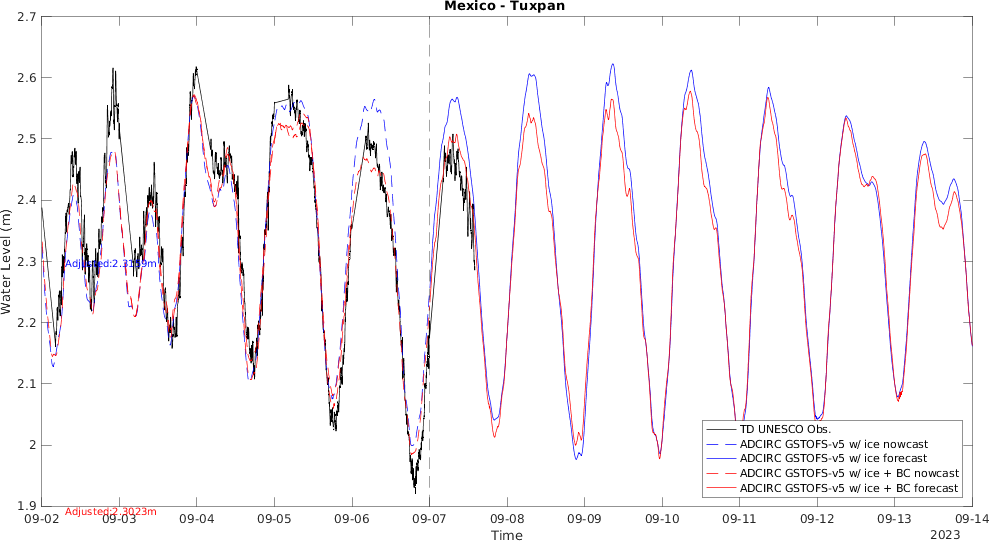 Mexico - Tuxpan
2.7
2.6
2.5
2.4
2.3
2.2
2.1
2
1.9
Water Level (m)
Adjusted:2.3159m
Adjusted:2.3023m
TD UNESCO Obs.
ADCIRC GSTOFS-v5 w/ ice nowcast
ADCIRC GSTOFS-v5 w/ ice forecast
ADCIRC GSTOFS-v5 w/ ice + BC nowcast
ADCIRC GSTOFS-v5 w/ ice + BC forecast
09-02 09-03 09-04 09-05 09-06 09-07 09-08 09-09 09-10 09-11 09-12 09-13 09-14
Time
2023